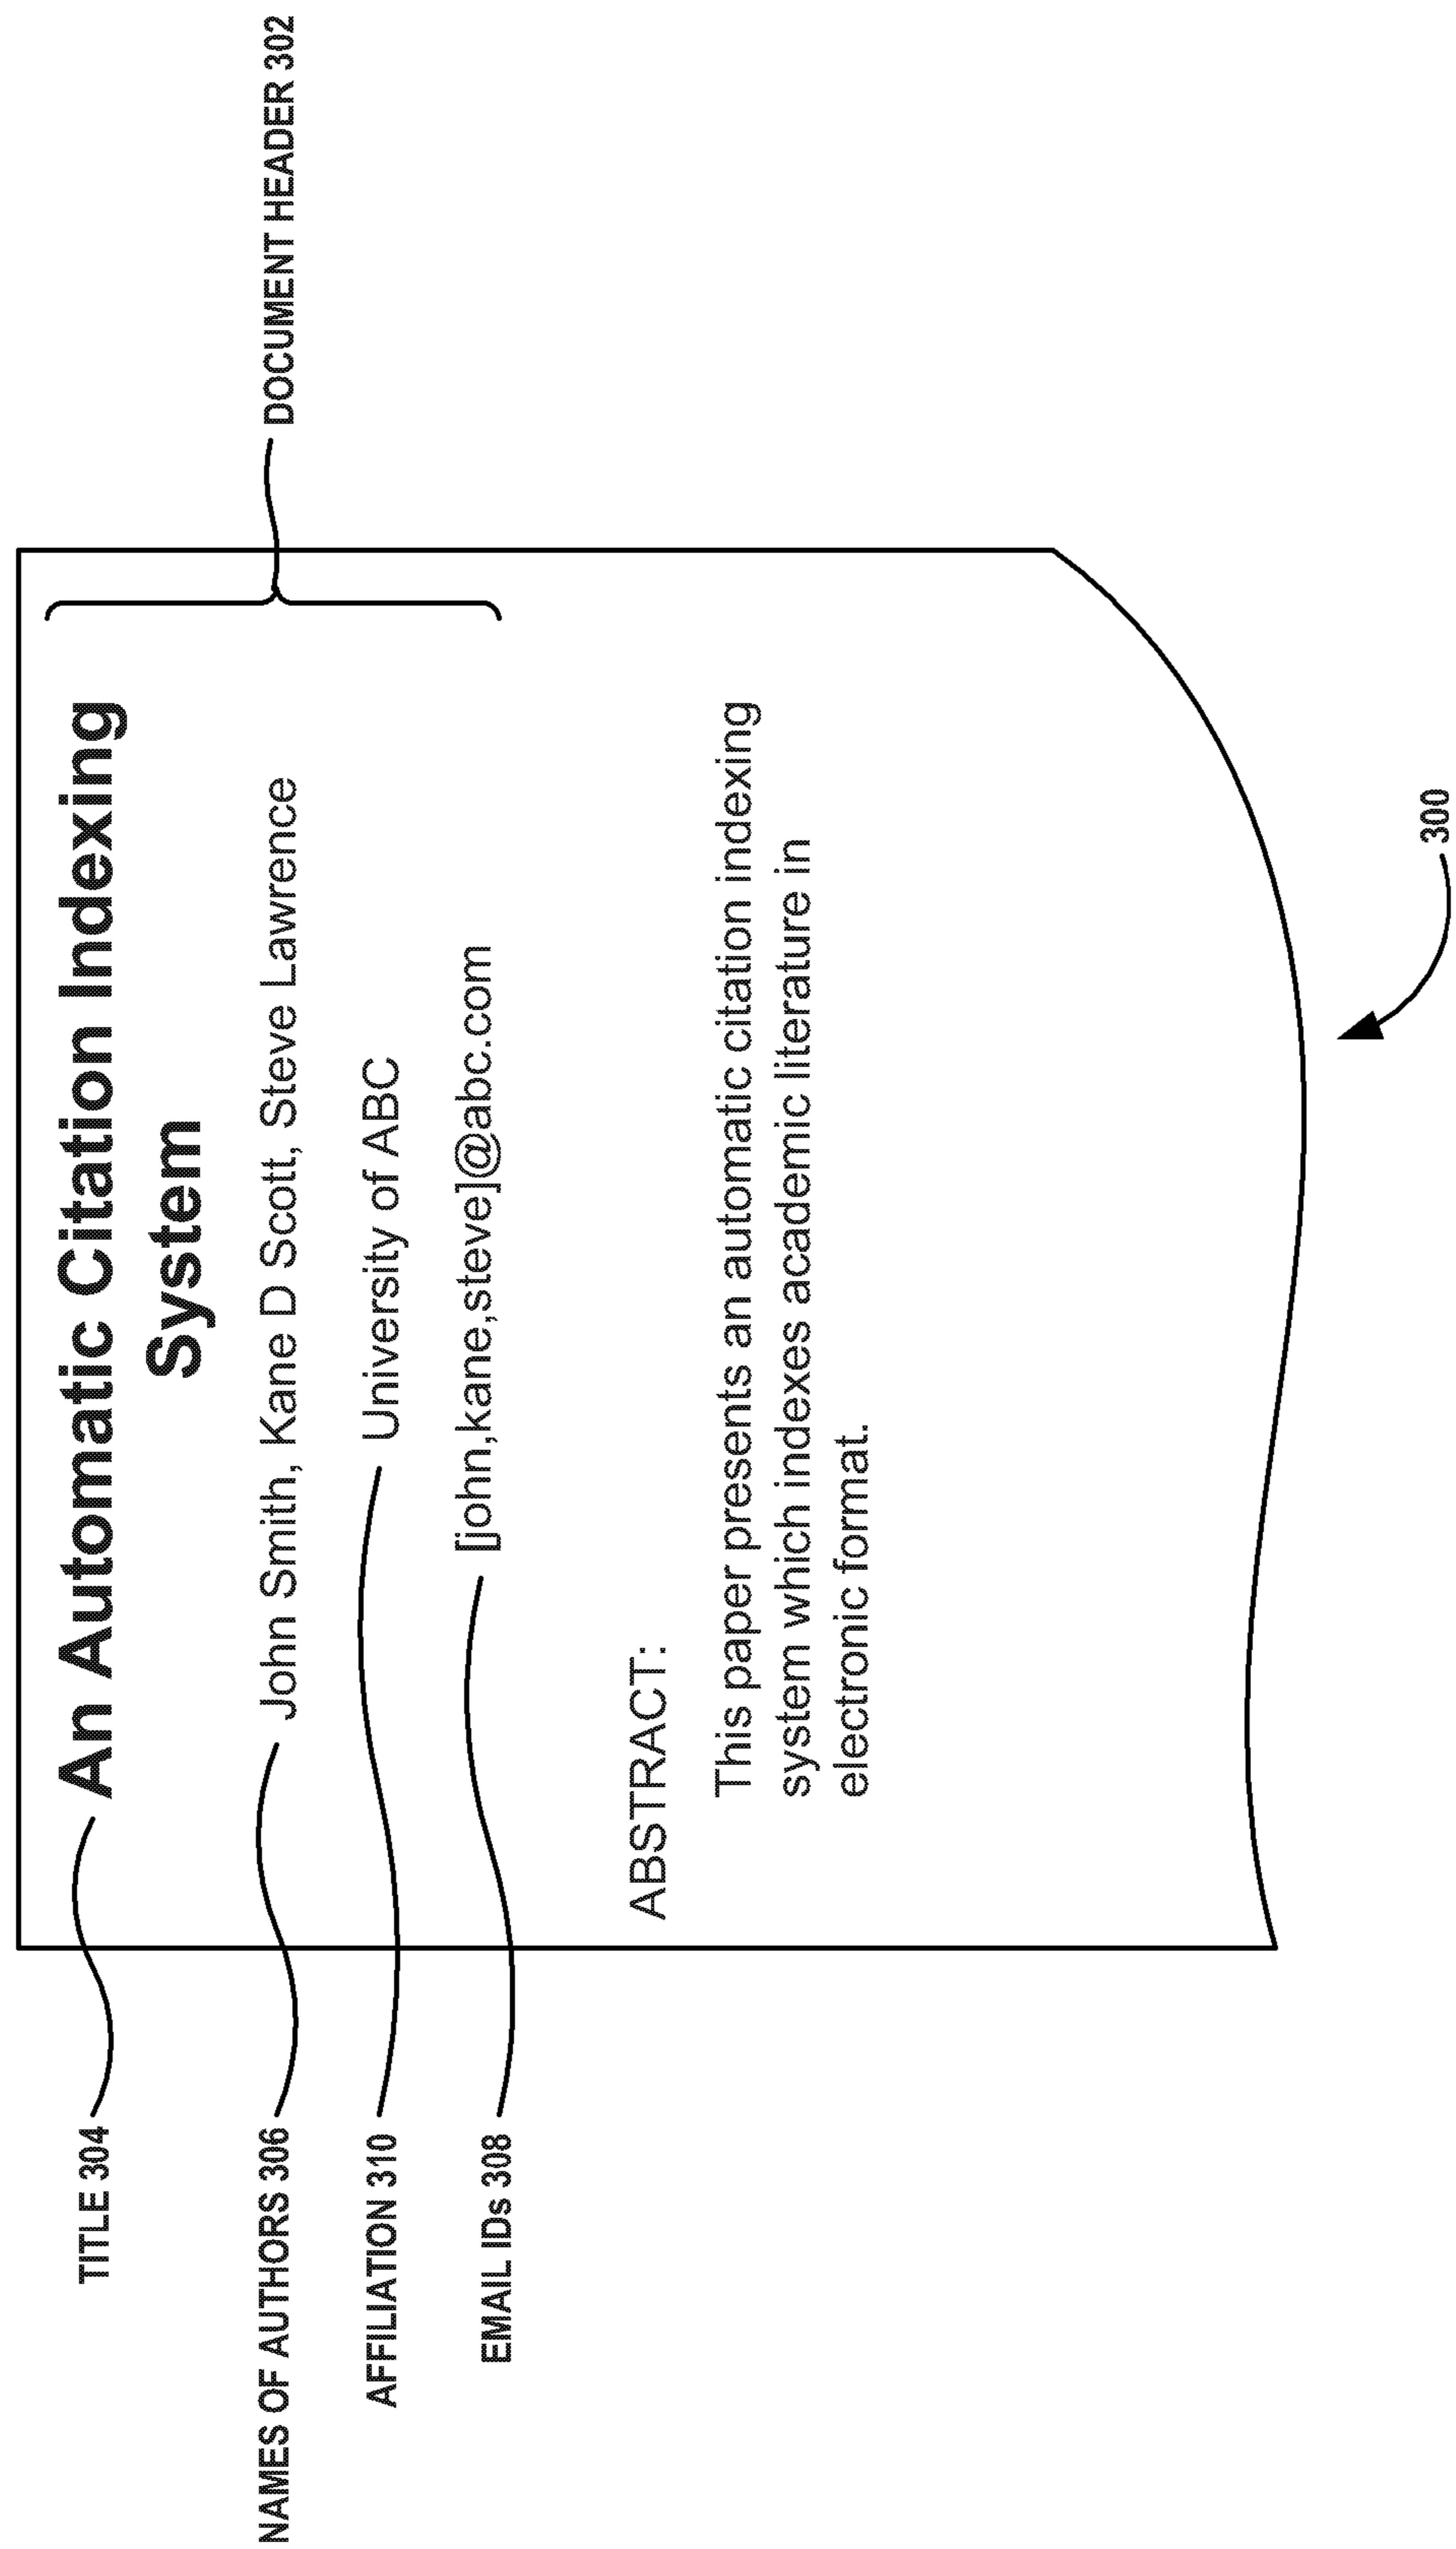 An Automatic Citation Indexing
System
TITLE 304
John Smith, Kane D Scott, Steve Lawrence
NAMES OF AUTHORS 306
DOCUMENT HEADER 302
University of ABC
AFFILIATION 310
[john,kane,steve]@abc.com
EMAIL IDs 308
ABSTRACT:
This paper presents an automatic citation indexing
system which indexes academic literature in
electronic format.
300